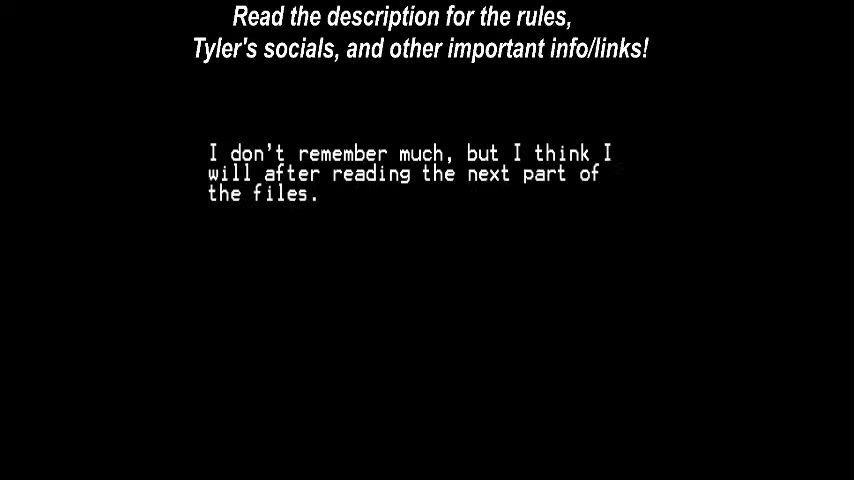 Read the description for the rules,
Tyler's socials, and other important info/links!
I don't remember much, but I think I
will after reading the next part of
the files.